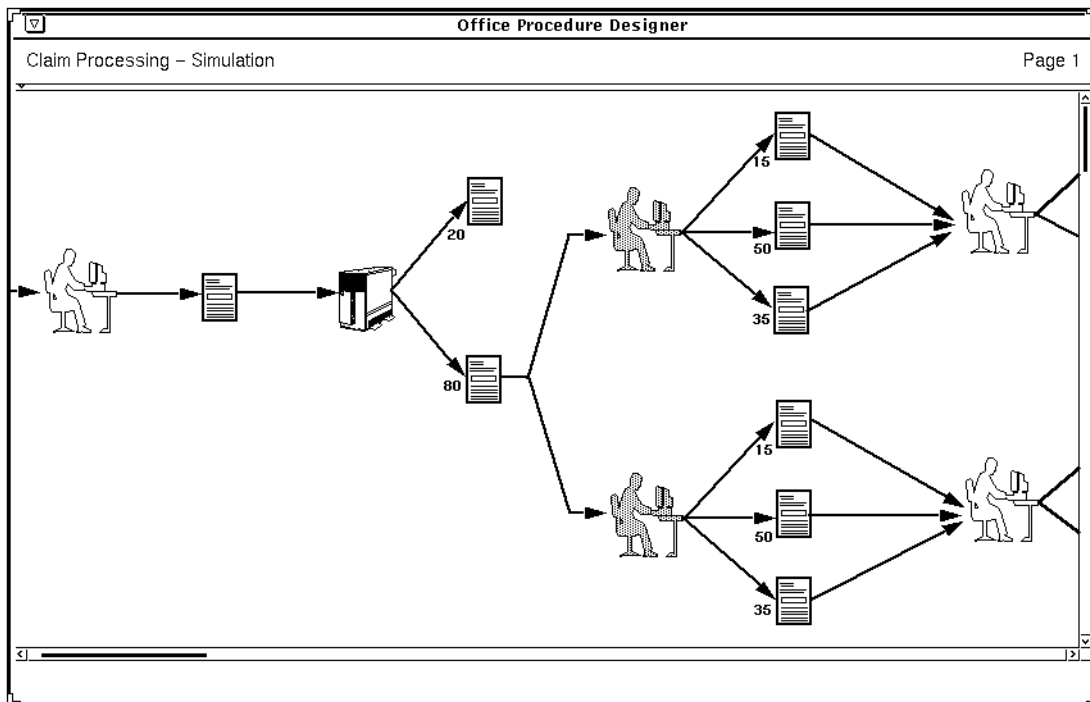 Office Procedure Designer
Claim Processing – Simulation
Page 1
15
20
50
35
80
15
50
35